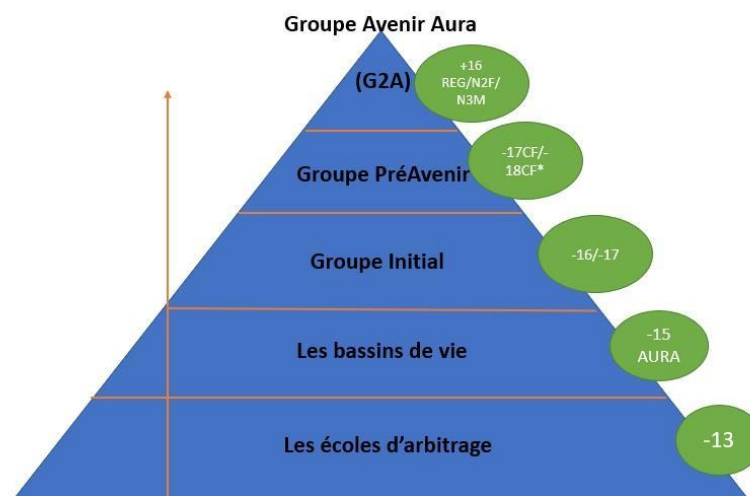 Groupe Avenir Aura
(G2A)
+16
REG/N2F/
N3M
Groupe PréAvenir
-17CF/-
18CF*
Groupe Initial
-16/-17
Les bassins de vie
-15
AURA
Les écoles d'arbitrage
-13